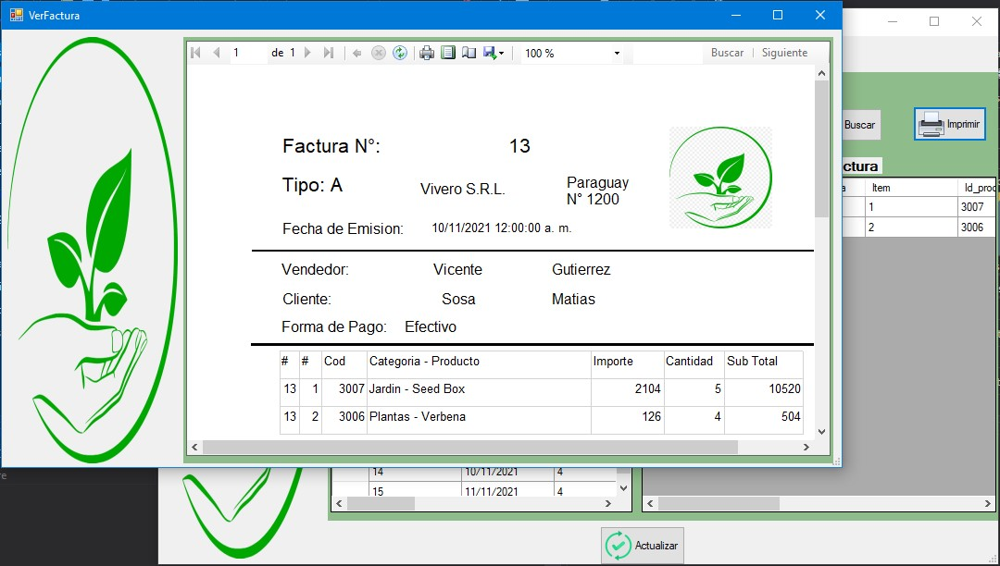 VerFactura
1 de 1 100 % Buscar Siguiente
Factura N°: 13
Tipo: A Vivero S.R.L. Paraguay
N° 1200
Fecha de Emision: 10/11/2021 12:00:00 a. m.
Vendedor: Vicente Gutierrez
Cliente: Sosa Matias
Forma de Pago: Efectivo
# # Cod Categoria - Producto Importe Cantidad Sub Total
13 1 3007 Jardin - Seed Box 2104 5 10520
13 2 3006 Plantas - Verbena 126 4 504
Buscar Imprimir
ctura
a Item Id_proc
1 3007
2 3006
14 10/11/2021 4
15 11/11/2021 4
Actualizar